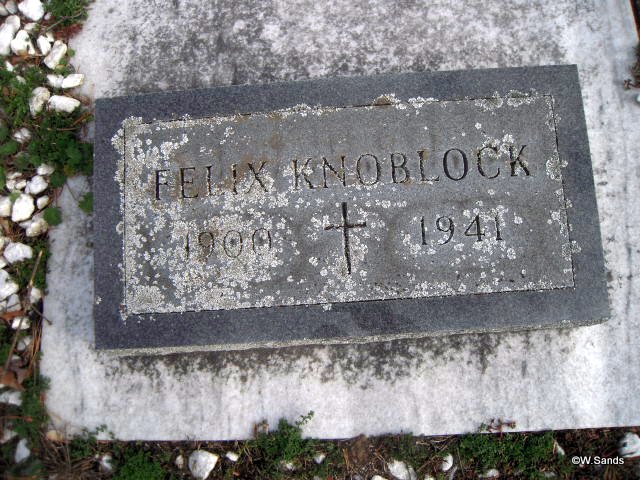 FELIX KNOBLOCK
1900 1941
©W.Sands